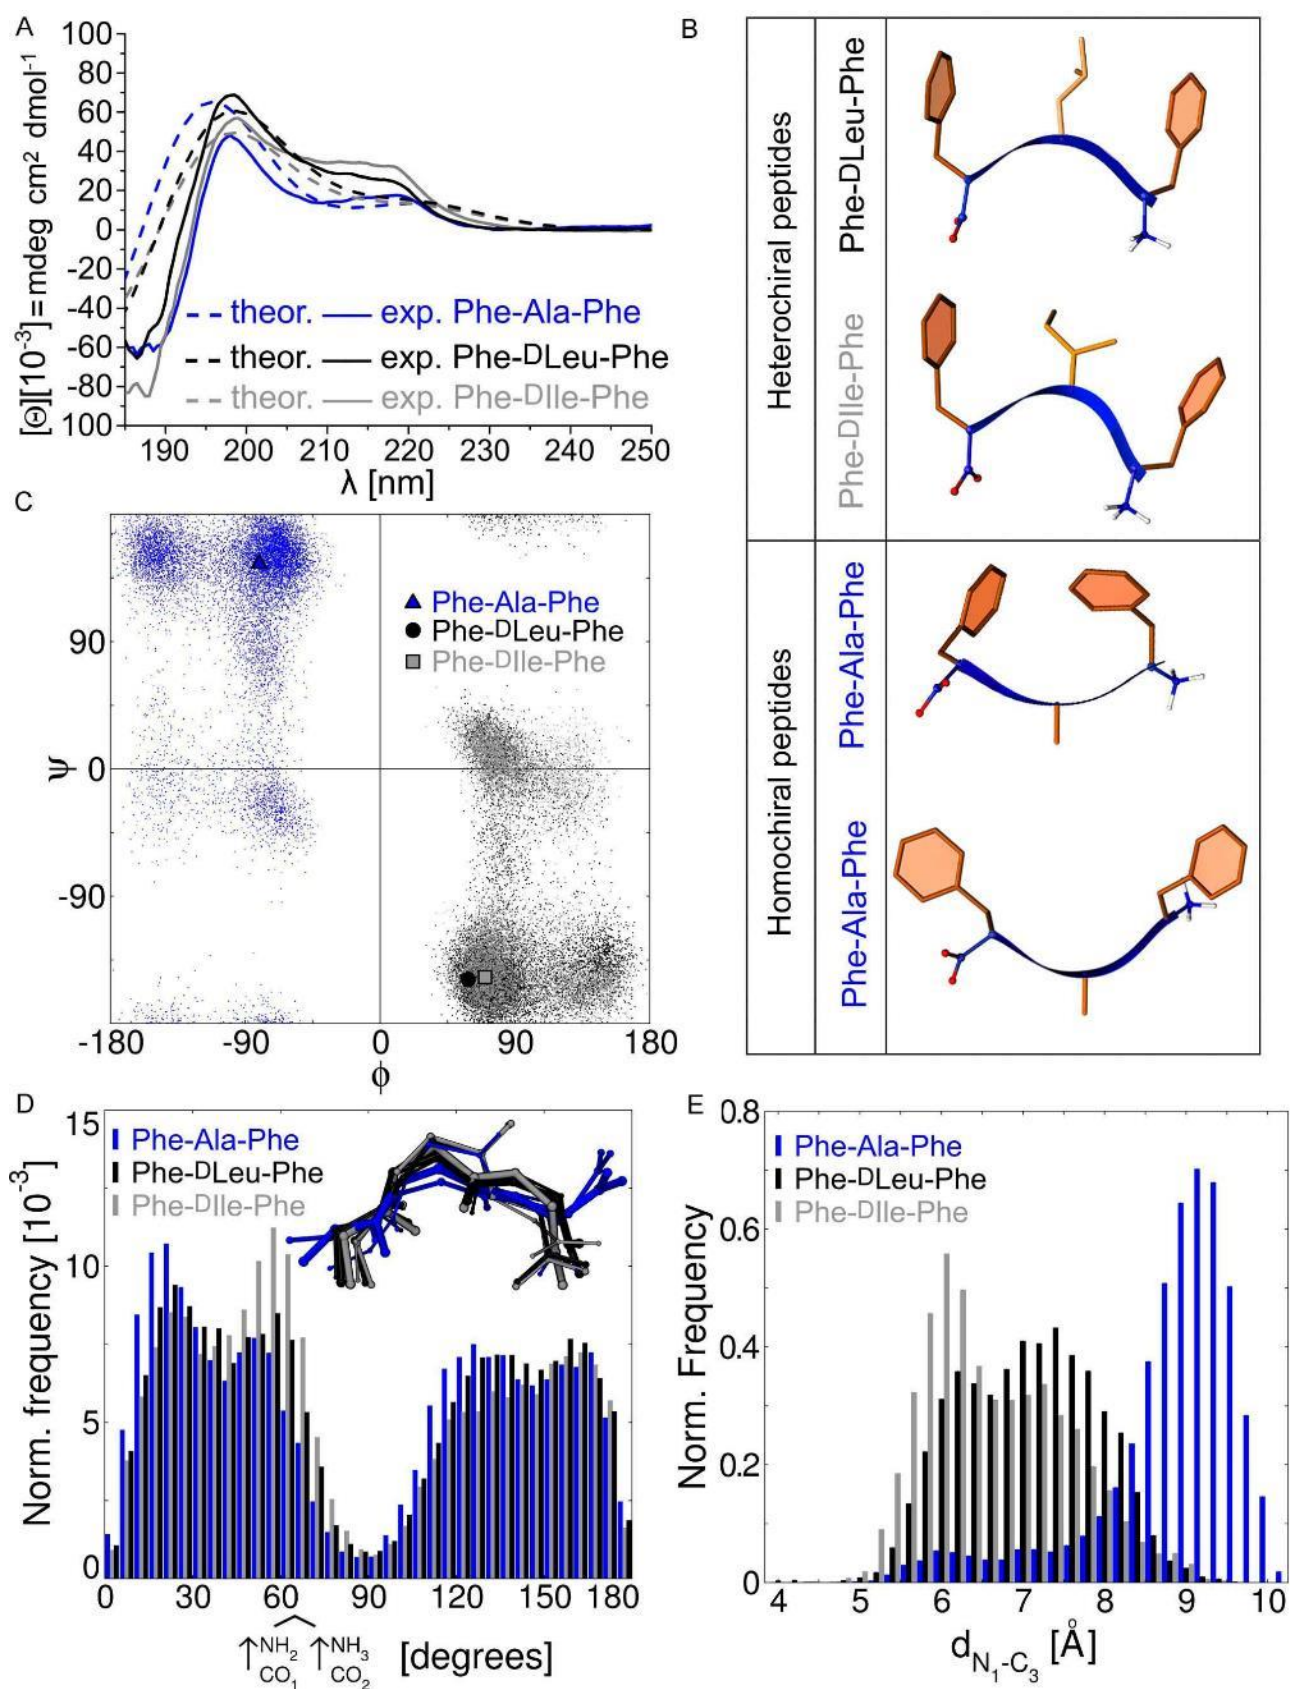 A
[Θ][10⁻³] = mdeg cm² dmol⁻¹
100
80
60
40
20
0
-20
-40
-60
-80
100
theor. exp. Phe-Ala-Phe
theor. exp. Phe-ᴰLeu-Phe
theor. exp. Phe-ᴰIle-Phe
190 200 210 220 230 240 250
λ [nm]
B
Heterochiral peptides
Phe-DLeu-Phe
Phe-DIle-Phe
Homochiral peptides
Phe-Ala-Phe
Phe-Ala-Phe
C
Phe-Ala-Phe
Phe-ᴰLeu-Phe
Phe-ᴰIle-Phe
90
0
-90
ψ
-180 -90 0 90 180
ϕ
D
Phe-Ala-Phe
Phe-ᴰLeu-Phe
Phe-ᴰIle-Phe
Norm. frequency [10⁻³]
15
10
5
0
0 30 60 90 120 150 180
↑NH₂ CO₁ ↑NH₃ CO₂ [degrees]
E
Phe-Ala-Phe
Phe-ᴰLeu-Phe
Phe-ᴰIle-Phe
Norm. Frequency
0.8
0.6
0.4
0.2
0
4 5 6 7 8 9 10
d N₁-C₃ [Å]